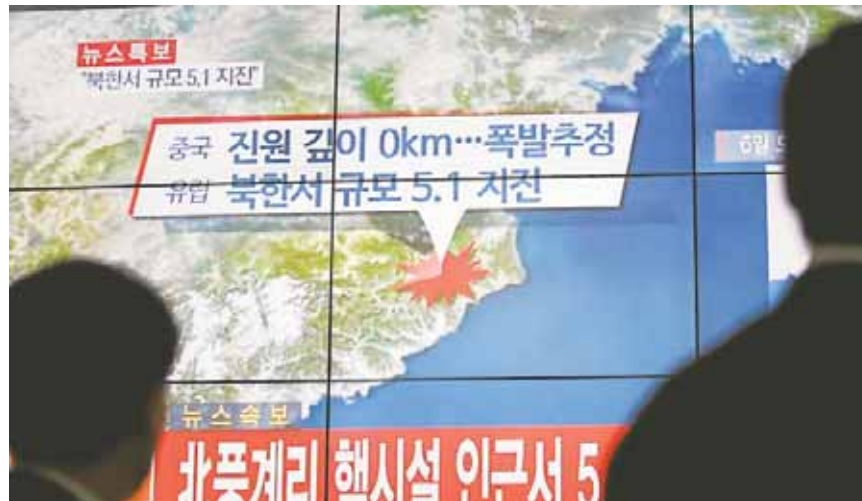 뉴스특보
"북한서 규모 5.1 지진"
중국 진원 깊이 0km…폭발추정
유럽 북한서 규모 5.1 지진
6일
뉴스속보
北풍계리 핵시설 인근서 5